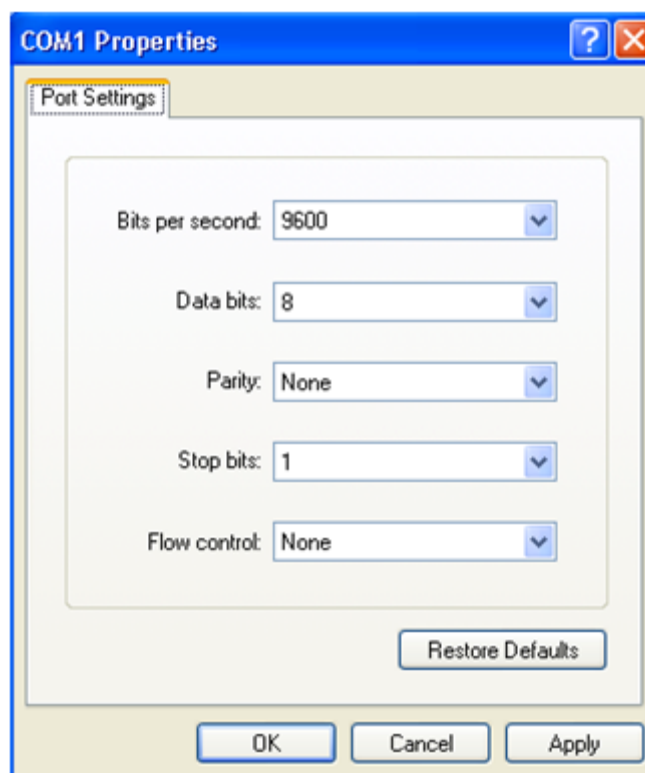 COM1 Properties
?
Port Settings
Bits per second: 9600
Data bits: 8
Parity: None
Stop bits: 1
Flow control: None
Restore Defaults
OK Cancel Apply